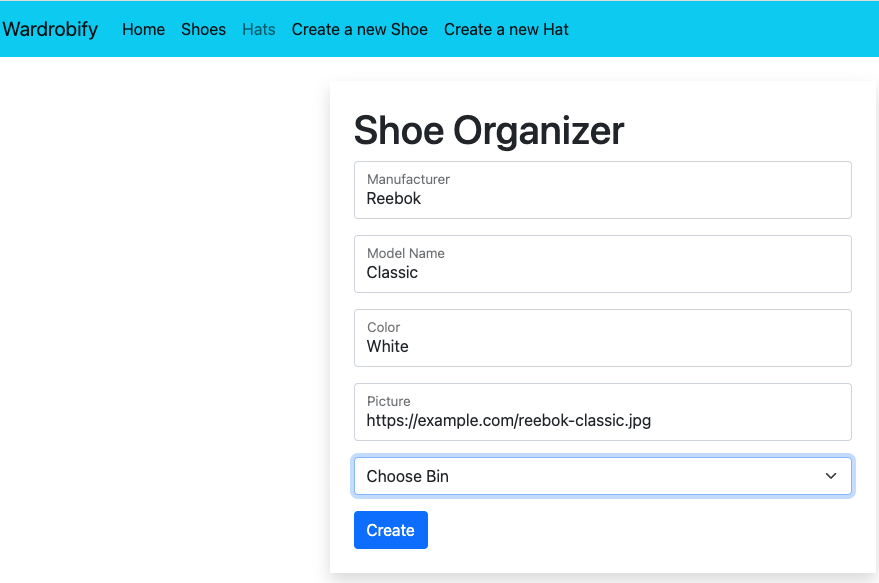 Wardrobify Home Shoes Hats Create a new Shoe Create a new Hat
Shoe Organizer
Manufacturer
Reebok
Model Name
Classic
Color
White
Picture
https://example.com/reebok-classic.jpg
Choose Bin
Create